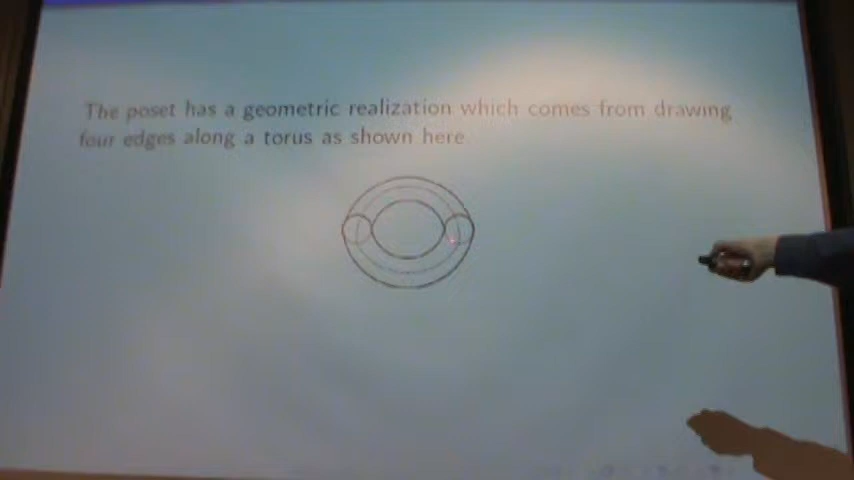 The poset has a geometric realization which comes from drawing
four edges along a torus as shown here